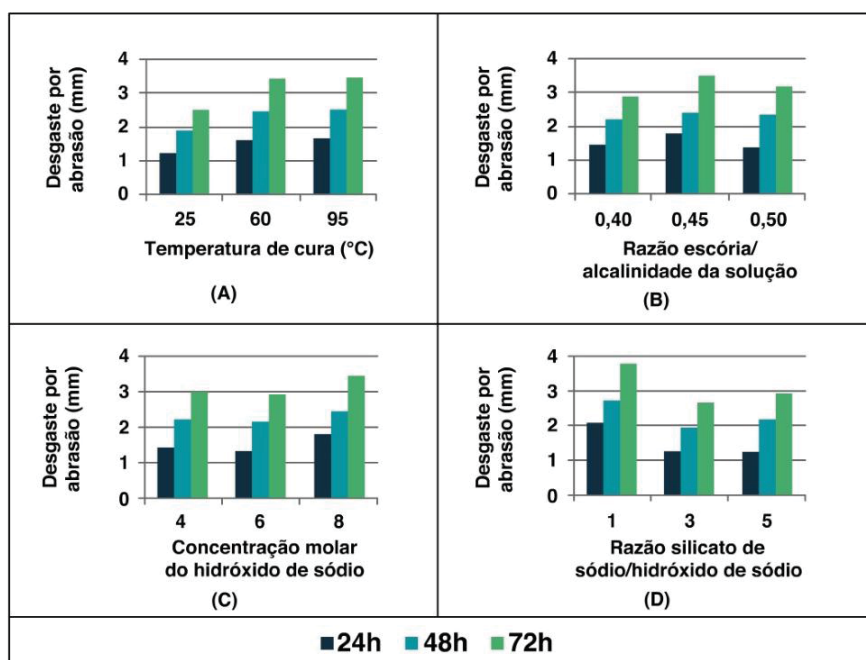 Desgaste por
abrasão (mm)
4
3
2
1
0
25 60 95
Temperatura de cura (°C)
(A)
Desgaste por
abrasão (mm)
4
3
2
1
0
0,40 0,45 0,50
Razão escória/
alcalinidade da solução
(B)
Desgaste por
abrasão (mm)
4
3
2
1
0
4 6 8
Concentração molar
do hidróxido de sódio
(C)
Desgaste por
abrasão (mm)
4
3
2
1
0
1 3 5
Razão silicato de
sódio/hidróxido de sódio
(D)
24h 48h 72h